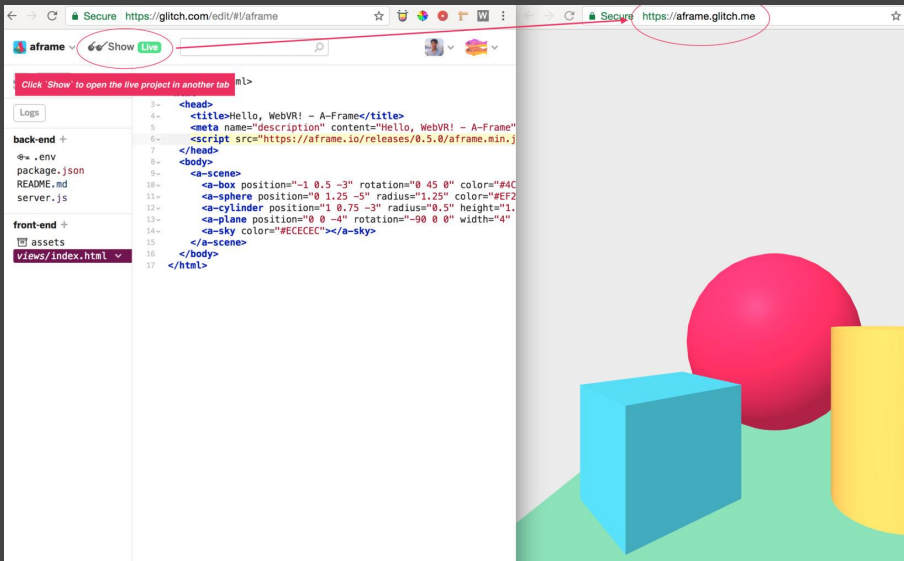 Secure https://glitch.com/edit/#!/aframe
Secure https://aframe.glitch.me
aframe Show Live
Click `Show` to open the live project in another tab
Logs
back-end +
.env
package.json
README.md
server.js
front-end +
assets
views/index.html
ml>
3 <head>
4 <title>Hello, WebVR! – A-Frame</title>
5 <meta name="description" content="Hello, WebVR! – A-Frame"
6 <script src="https://aframe.io/releases/0.5.0/aframe.min.j
7 </head>
8 <body>
9 <a-scene>
10 <a-box position="-1 0.5 -3" rotation="0 45 0" color="#4C
11 <a-sphere position="0 1.25 -5" radius="1.25" color="#EF2
12 <a-cylinder position="1 0.75 -3" radius="0.5" height="1.
13 <a-plane position="0 0 -4" rotation="-90 0 0" width="4"
14 <a-sky color="#ECECEC"></a-sky>
15 </a-scene>
16 </body>
17 </html>